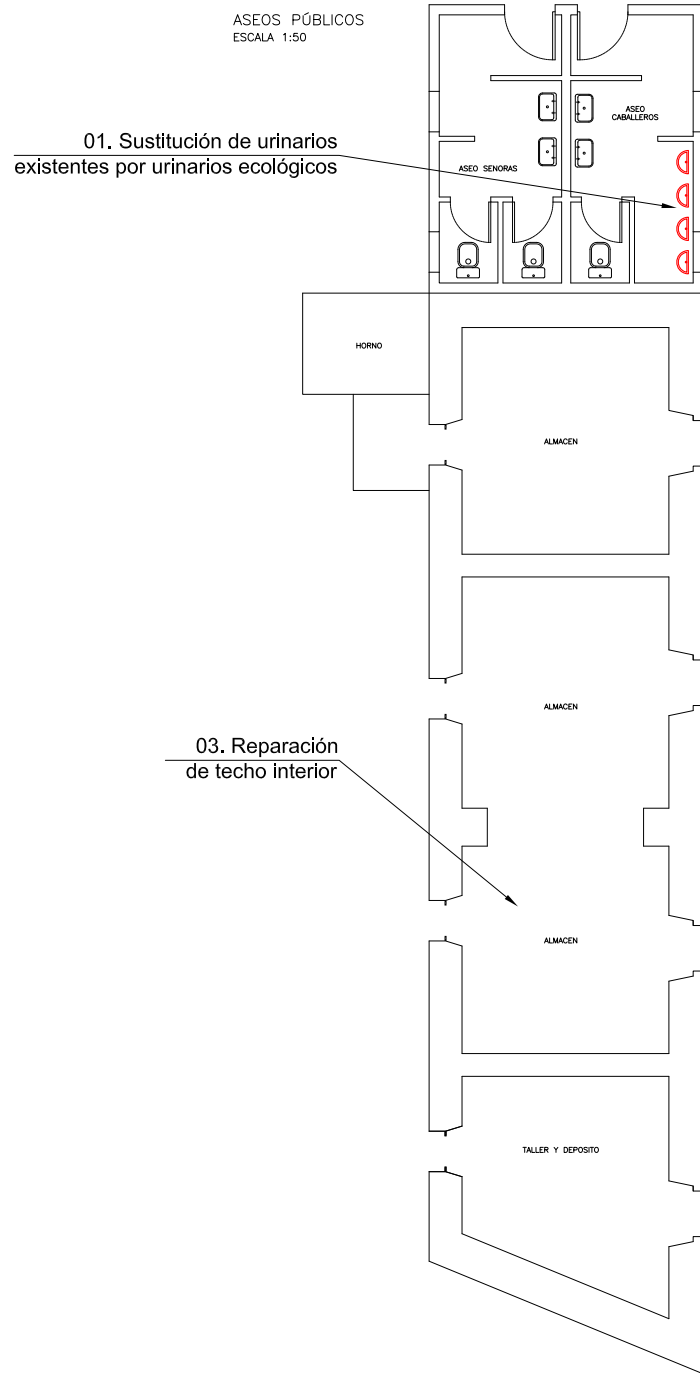 ASEOS PÚBLICOS
ESCALA 1:50
01. Sustitución de urinarios
existentes por urinarios ecológicos
ASEO
CABALLEROS
ASEO SENORAS
HORNO
ALMACEN
ALMACEN
03. Reparación
de techo interior
ALMACEN
TALLER Y DEPOSITO